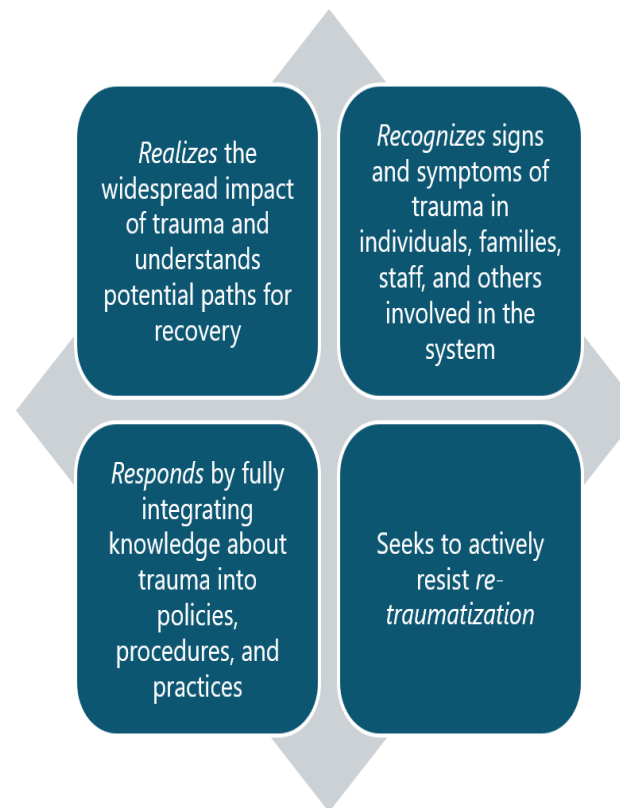 Realizes the
widespread impact
of trauma and
understands
potential paths for
recovery
Recognizes signs
and symptoms of
trauma in
individuals, families,
staff, and others
involved in the
system
Responds by fully
integrating
knowledge about
trauma into
policies,
procedures, and
practices
Seeks to actively
resist re-
traumatization